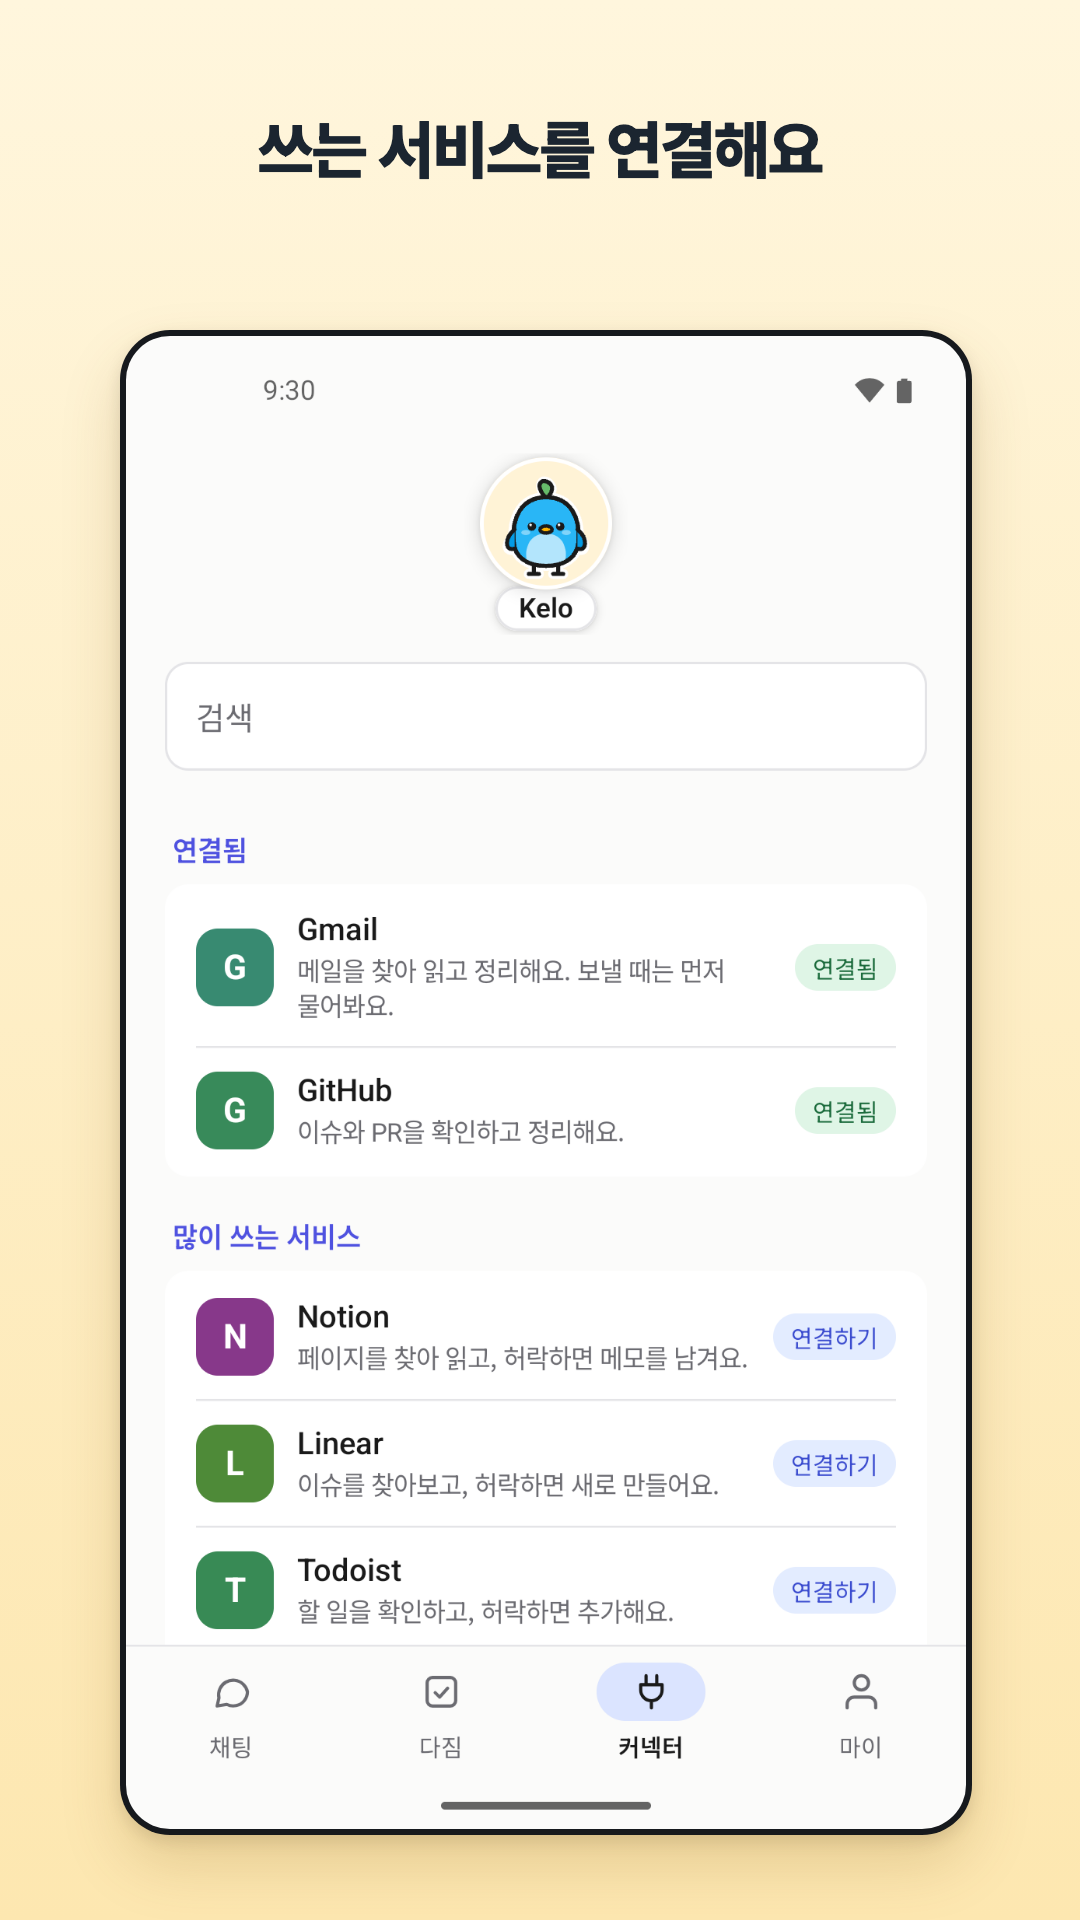 쓰는 서비스를 연결해요
9:30
Kelo
검색
연결됨
G
Gmail
메일을 찾아 읽고 정리해요. 보낼 때는 먼저
물어봐요.
연결됨
G
GitHub
이슈와 PR을 확인하고 정리해요.
연결됨
많이 쓰는 서비스
N
Notion
페이지를 찾아 읽고, 허락하면 메모를 남겨요.
연결하기
L
Linear
이슈를 찾아보고, 허락하면 새로 만들어요.
연결하기
T
Todoist
할 일을 확인하고, 허락하면 추가해요.
연결하기
채팅
다짐
커넥터
마이